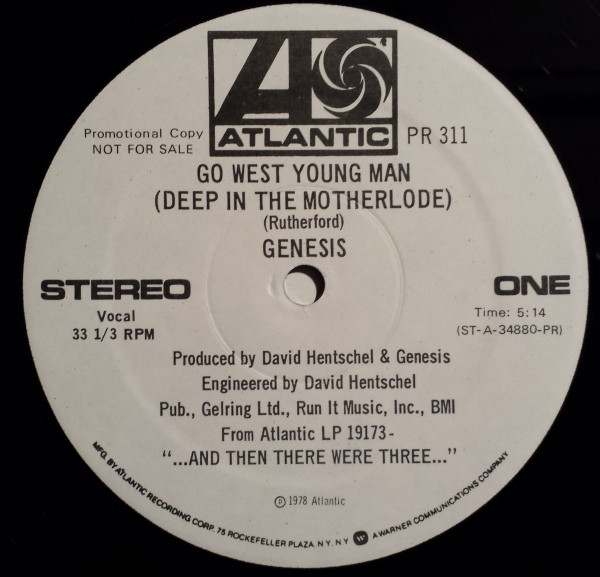 ATLANTIC
Promotional Copy
NOT FOR SALE
PR 311
GO WEST YOUNG MAN
(DEEP IN THE MOTHERLODE)
(Rutherford)
GENESIS
STEREO
ONE
Vocal
33 1/3 RPM
Time: 5:14
(ST-A-34880-PR)
Produced by David Hentschel & Genesis
Engineered by David Hentschel
Pub., Gelring Ltd., Run It Music, Inc., BMI
From Atlantic LP 19173-
"...AND THEN THERE WERE THREE..."
℗ 1978 Atlantic
MFG. BY ATLANTIC RECORDING CORP. 75 ROCKEFELLER PLAZA. N.Y. N.Y. W A WARNER COMMUNICATIONS COMPANY